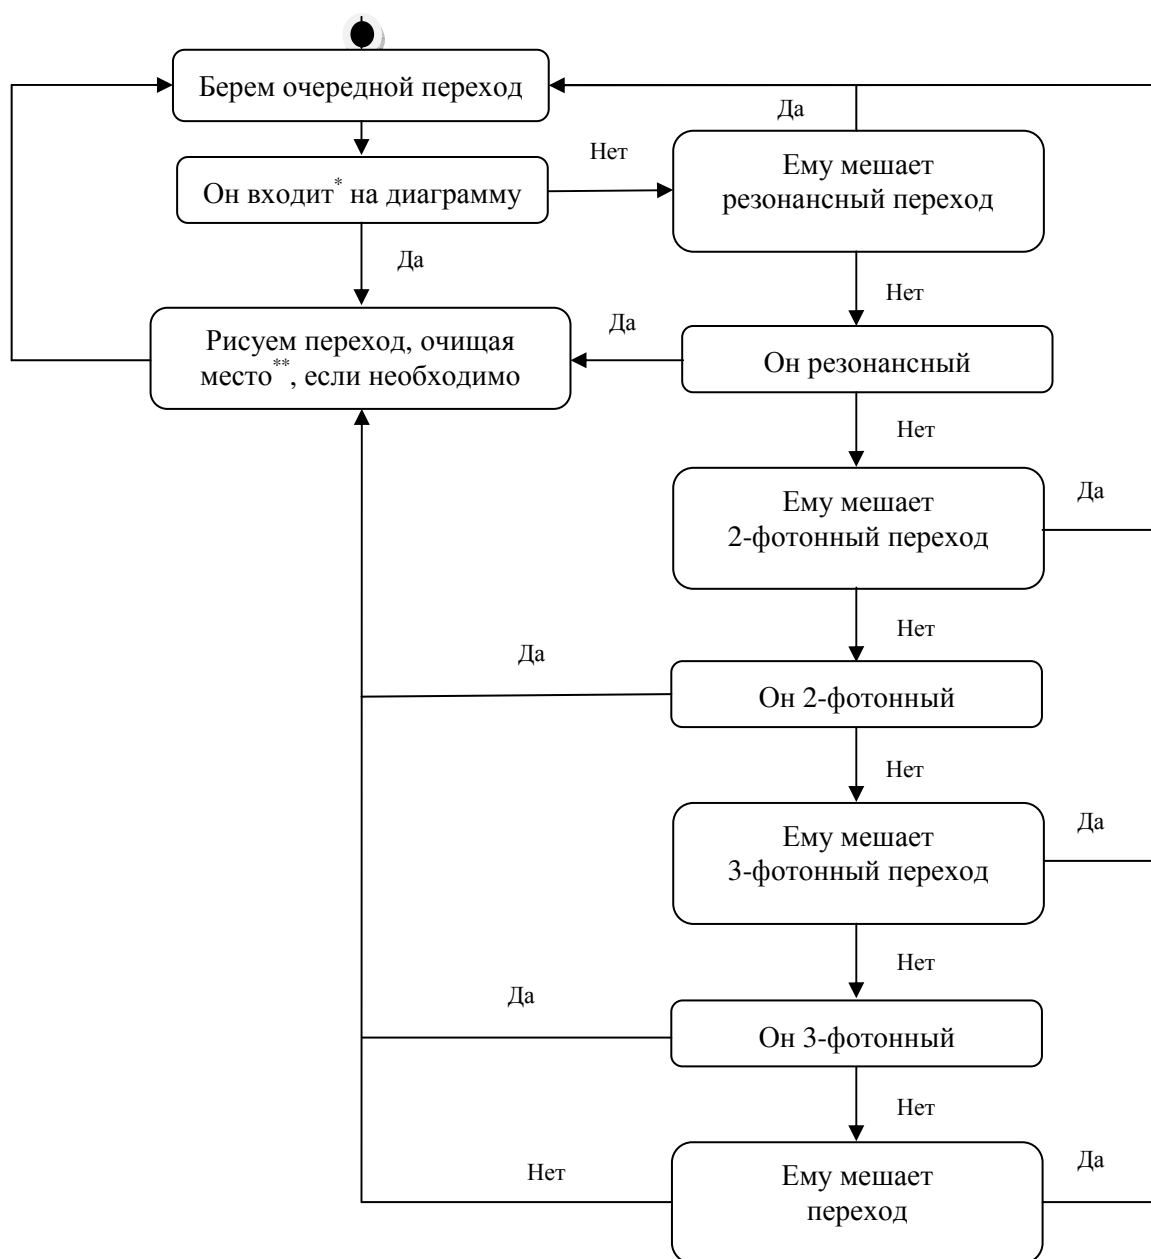 Берем очередной переход
Да
Нет
Ему мешает
резонансный переход
Он входит* на диаграмму
Да
Нет
Рисуем переход, очищая
место**, если необходимо
Да
Он резонансный
Нет
Ему мешает
2-фотонный переход
Да
Нет
Да
Он 2-фотонный
Нет
Ему мешает
3-фотонный переход
Да
Нет
Да
Он 3-фотонный
Нет
Ему мешает
переход
Да
Нет